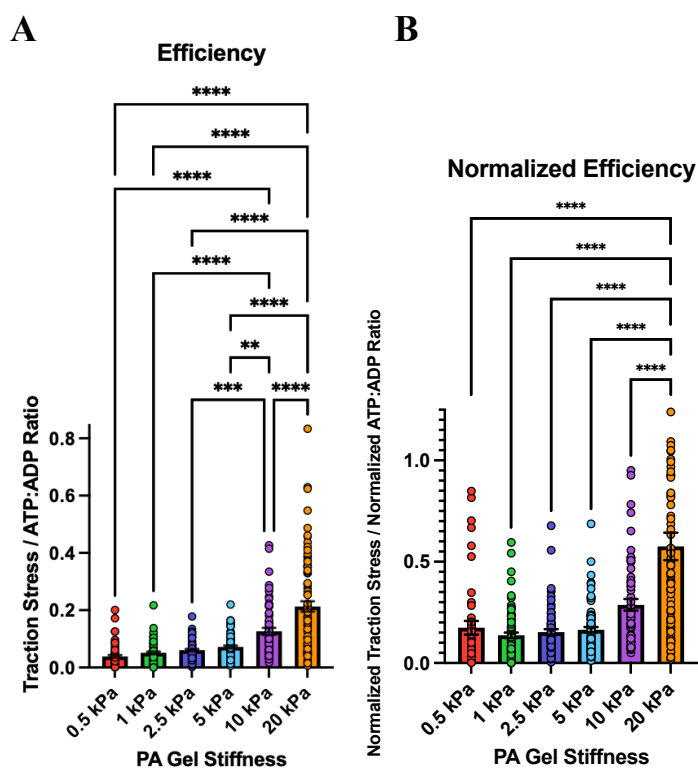 A
Efficiency
****
****
****
****
****
****
**
***
****
Traction Stress / ATP:ADP Ratio
0.8
0.6
0.4
0.2
0.0
0.5 kPa
1 kPa
2.5 kPa
5 kPa
10 kPa
20 kPa
PA Gel Stiffness
B
Normalized Efficiency
****
****
****
****
****
Normalized Traction Stress / Normalized ATP:ADP Ratio
1.0
0.5
0.0
0.5 kPa
1 kPa
2.5 kPa
5 kPa
10 kPa
20 kPa
PA Gel Stiffness